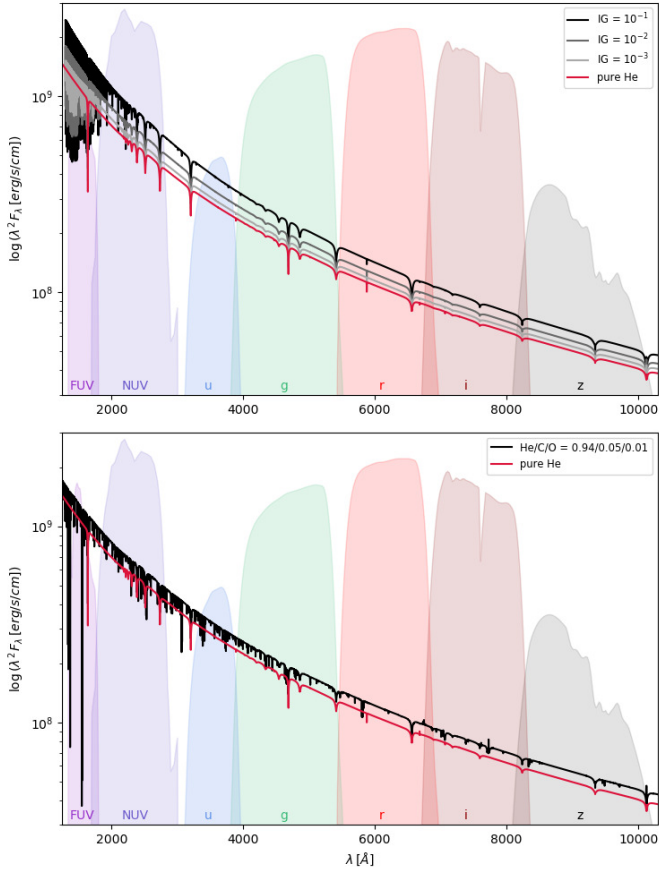 IG = 10⁻¹
IG = 10⁻²
IG = 10⁻³
pure He
10⁹
10⁸
log (λ² F_λ [erg/s/cm])
FUV NUV u g r i z
2000 4000 6000 8000 10000
He/C/O = 0.94/0.05/0.01
pure He
10⁹
10⁸
log (λ² F_λ [erg/s/cm])
FUV NUV u g r i z
2000 4000 6000 8000 10000
λ [Å]